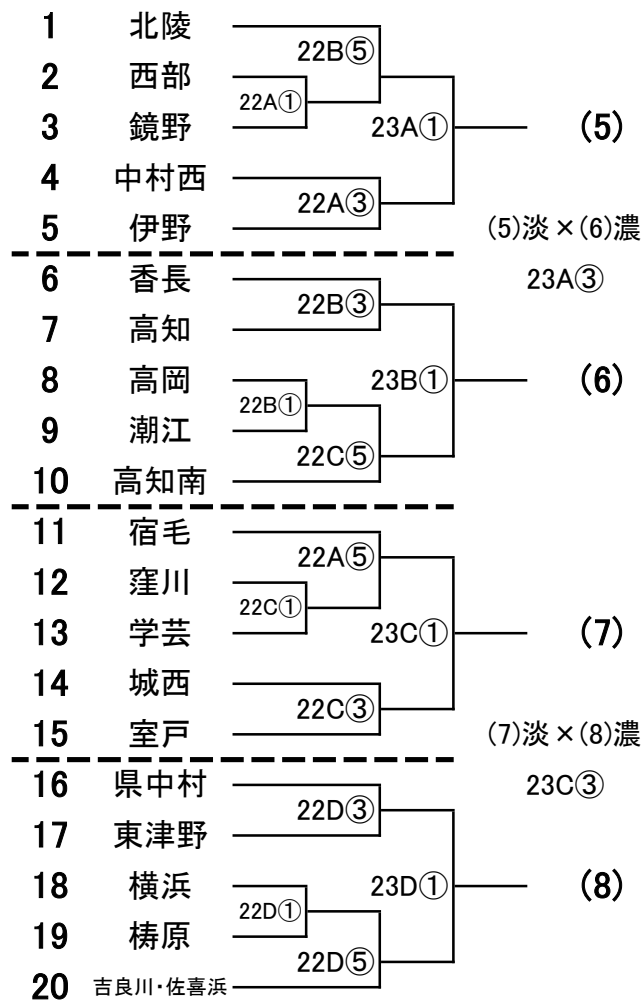 1 北陵
22B⑤
2 西部
22A①
3 鏡野
23A① (5)
4 中村西
22A③
5 伊野 (5)淡×(6)濃
6 香長 23A③
22B③
7 高知
8 高岡 23B① (6)
22B①
9 潮江
22C⑤
10 高知南
11 宿毛
22A⑤
12 窪川
22C①
13 学芸 23C① (7)
14 城西
22C③
15 室戸 (7)淡×(8)濃
16 県中村 23C③
22D③
17 東津野
18 横浜 23D① (8)
22D①
19 梼原
22D⑤
20 吉良川・佐喜浜